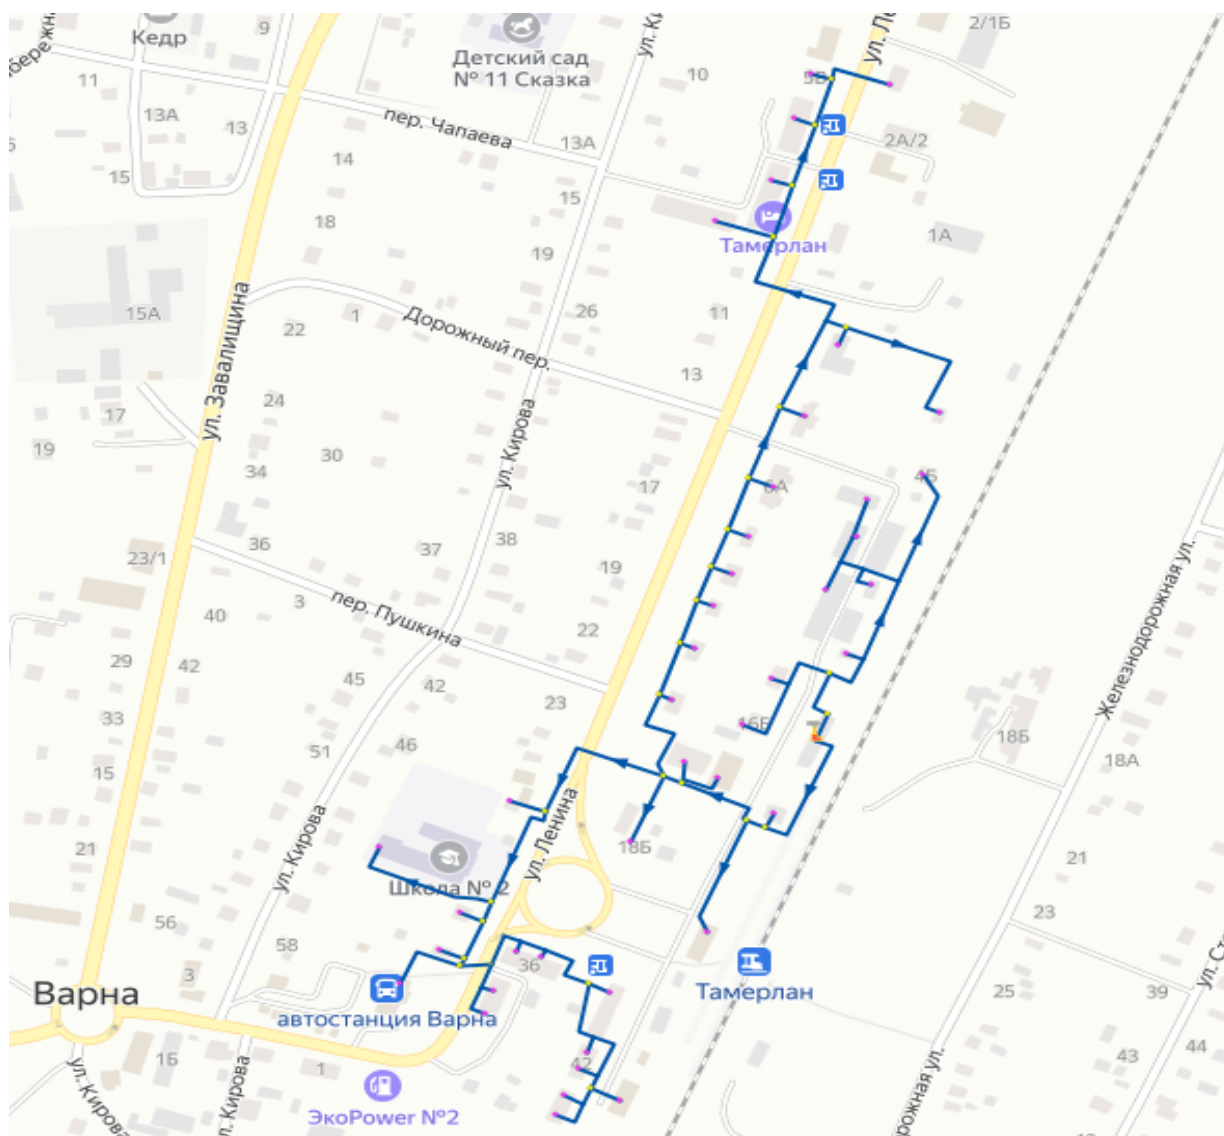 9
ул. Ле
2/1Б
Кедр
Детский сад
№ 11 Сказка
10
5В
11
13А
13
пер. Чапаева
13А
2А/2
14
15
15
18
Тамерлан
1А
19
15А
ул. Завалищина
22
1
Дорожный пер.
26
11
13
24
17
19
ул. Кирова
30
34
17
6А
4Б
36
38
37
23/1
19
3
пер. Пушкина
40
22
Железнодорожная ул.
29
42
45
42
23
33
16Б
51
46
18Б
18А
15
ул. Ленина
21
18Б
21
ул. Кирова
Школа № 2
56
23
58
36
3
Варна
Тамерлан
25
39
ул. Ст
автостанция Варна
1Б
1
42
43
44
ул. Кирова
ул. Кирова
рожная ул.
ЭкоPower №2